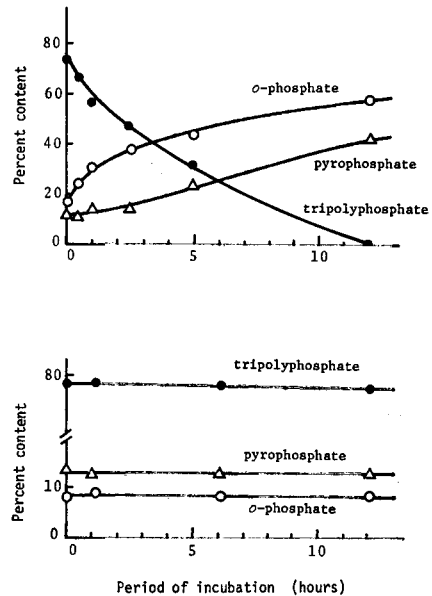 Percent content
80
60
40
20
0
o-phosphate
pyrophosphate
tripolyphosphate
0
5
10
Percent content
80
10
0
tripolyphosphate
pyrophosphate
o-phosphate
0
5
10
Period of incubation (hours)